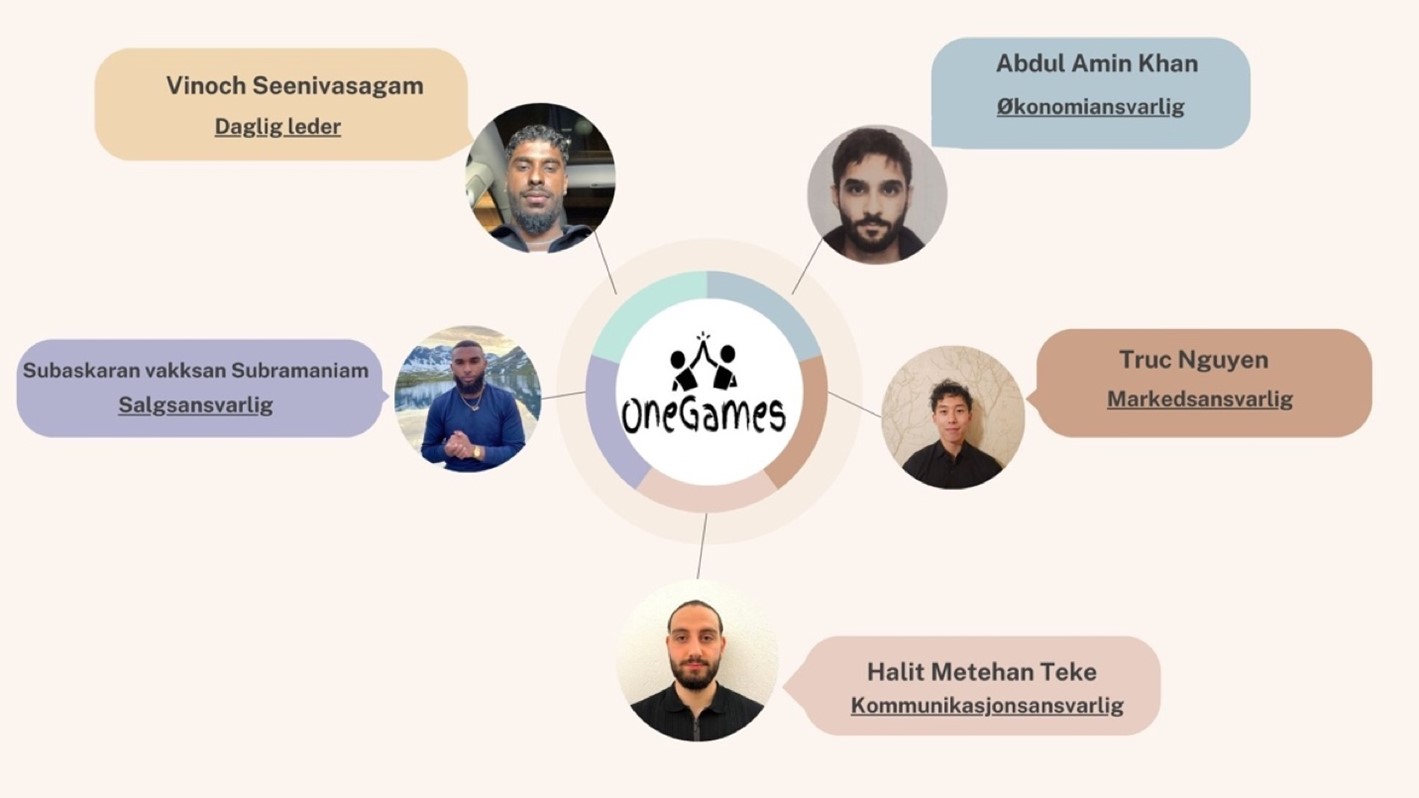 Vinoch Seenivasagam
Daglig leder
Abdul Amin Khan
Økonomiansvarlig
Subaskaran vakksan Subramaniam
Salgsansvarlig
OneGames
Truc Nguyen
Markedsansvarlig
Halit Metehan Teke
Kommunikasjonsansvarlig